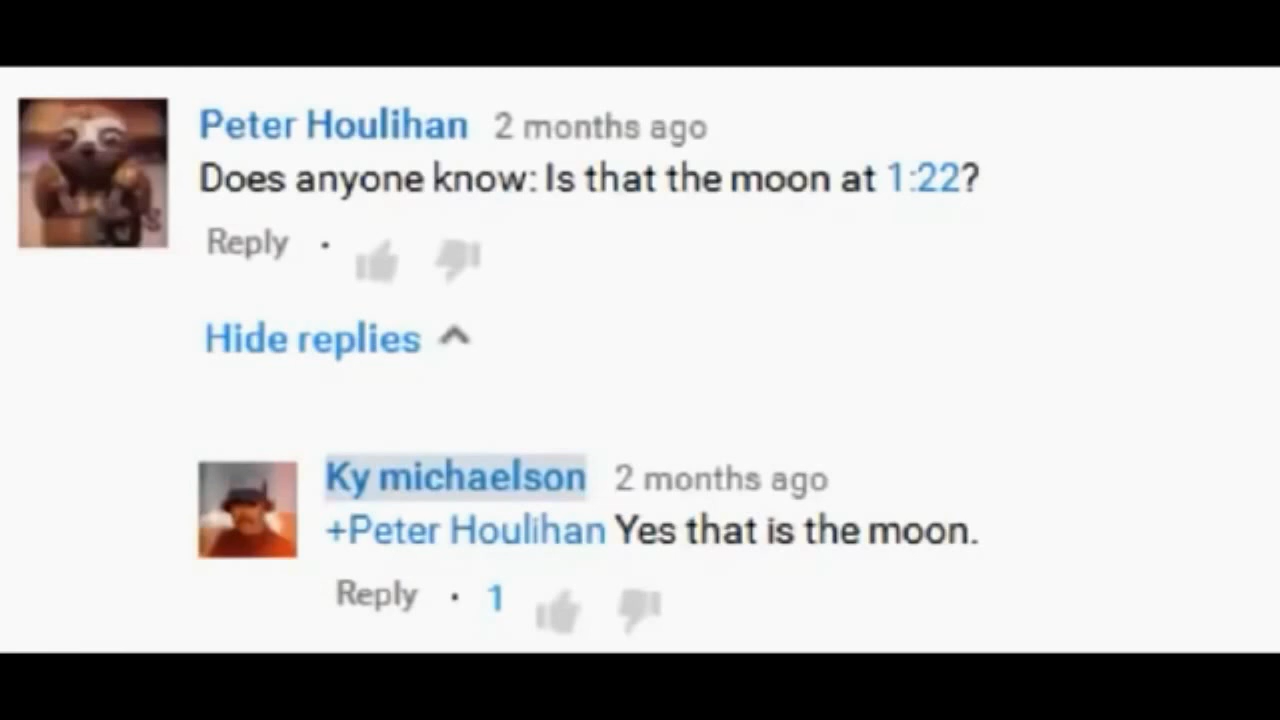 Peter Houlihan 2 months ago
Does anyone know: Is that the moon at 1:22?
Reply ·
Hide replies
Ky michaelson 2 months ago
+Peter Houlihan Yes that is the moon.
Reply · 1